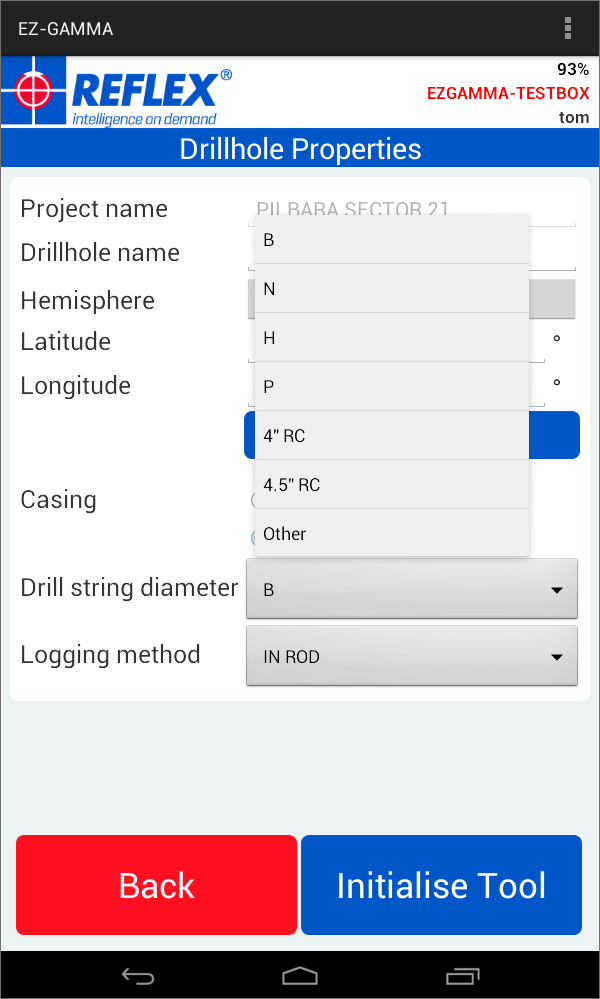 EZ-GAMMA
93%
REFLEX®
EZGAMMA-TESTBOX
intelligence on demand
tom
Drillhole Properties
Project name PILBARA SECTOR 21
Drillhole name
Hemisphere
Latitude °
Longitude °
B
N
H
P
4" RC
4.5" RC
Other
Casing
Drill string diameter B
Logging method IN ROD
Back Initialise Tool